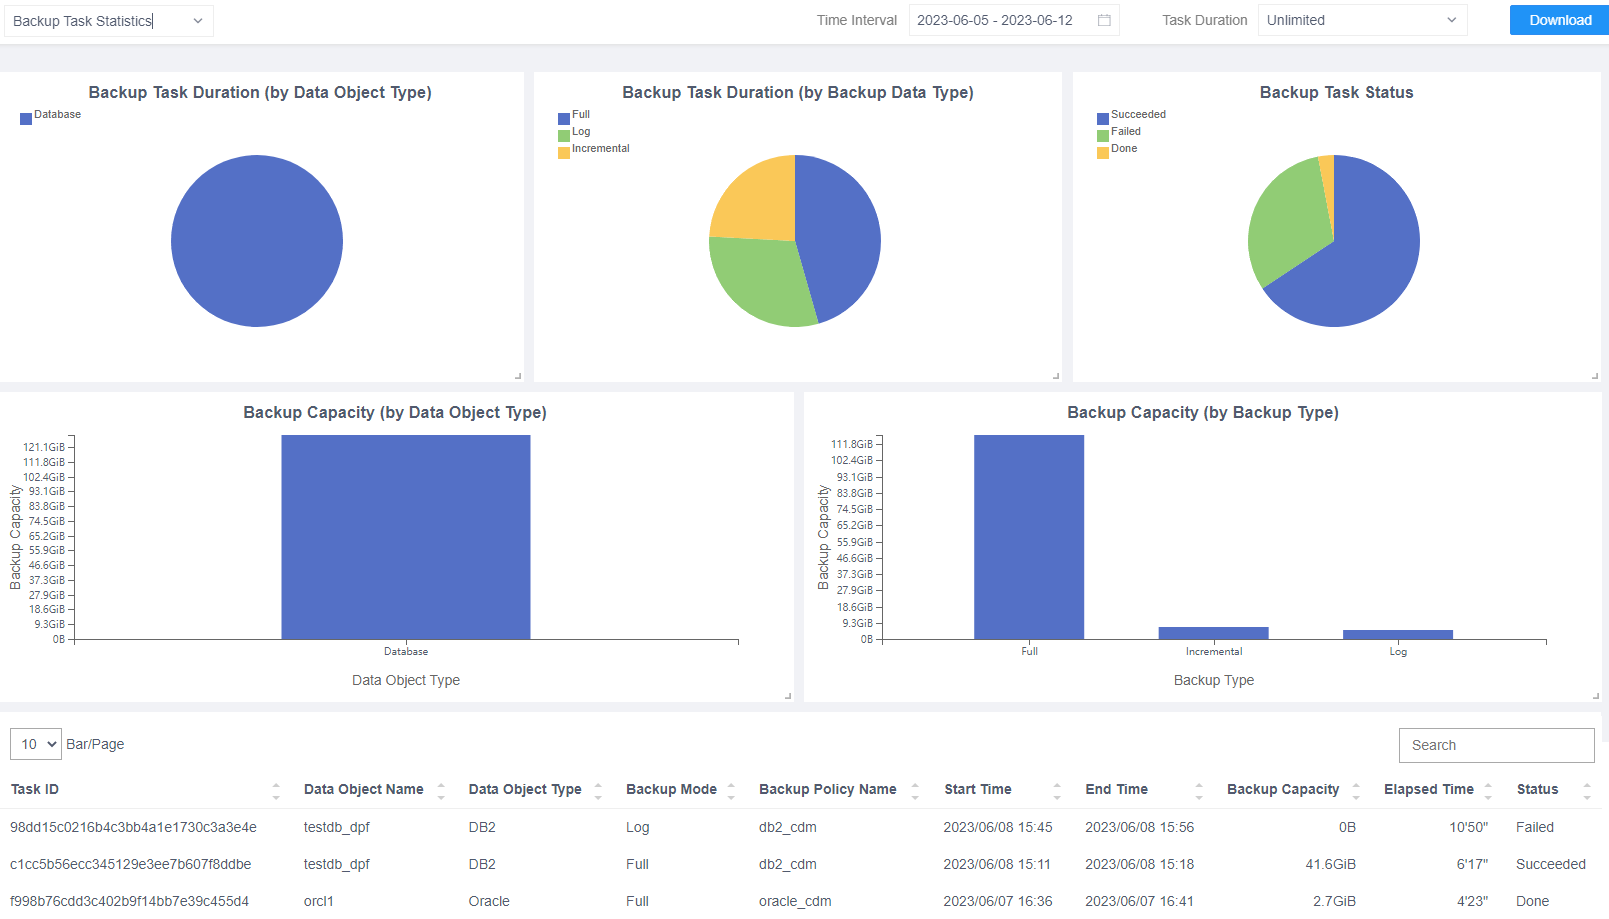 Backup Task Statistics
Time Interval 2023-06-05 - 2023-06-12 Task Duration Unlimited Download
Backup Task Duration (by Data Object Type)
Database
Backup Task Duration (by Backup Data Type)
Full
Log
Incremental
Backup Task Status
Succeeded
Failed
Done
Backup Capacity (by Data Object Type)
Backup Capacity
121.1GiB
111.8GiB
102.4GiB
93.1GiB
83.8GiB
74.5GiB
65.2GiB
55.9GiB
46.6GiB
37.3GiB
27.9GiB
18.6GiB
9.3GiB
0B
Database
Data Object Type
Backup Capacity (by Backup Type)
Backup Capacity
111.8GiB
102.4GiB
93.1GiB
83.8GiB
74.5GiB
65.2GiB
55.9GiB
46.6GiB
37.3GiB
27.9GiB
18.6GiB
9.3GiB
0B
Full Incremental Log
Backup Type
10 Bar/Page Search
Task ID Data Object Name Data Object Type Backup Mode Backup Policy Name Start Time End Time Backup Capacity Elapsed Time Status
98dd15c0216b4c3bb4a1e1730c3a3e4e testdb_dpf DB2 Log db2_cdm 2023/06/08 15:45 2023/06/08 15:56 0B 10'50" Failed
c1cc5b56ecc345129e3ee7b607f8ddbe testdb_dpf DB2 Full db2_cdm 2023/06/08 15:11 2023/06/08 15:18 41.6GiB 6'17" Succeeded
f998b76cdd3c402b9f14bb7e39c455d4 orcl1 Oracle Full oracle_cdm 2023/06/07 16:36 2023/06/07 16:41 2.7GiB 4'23" Done